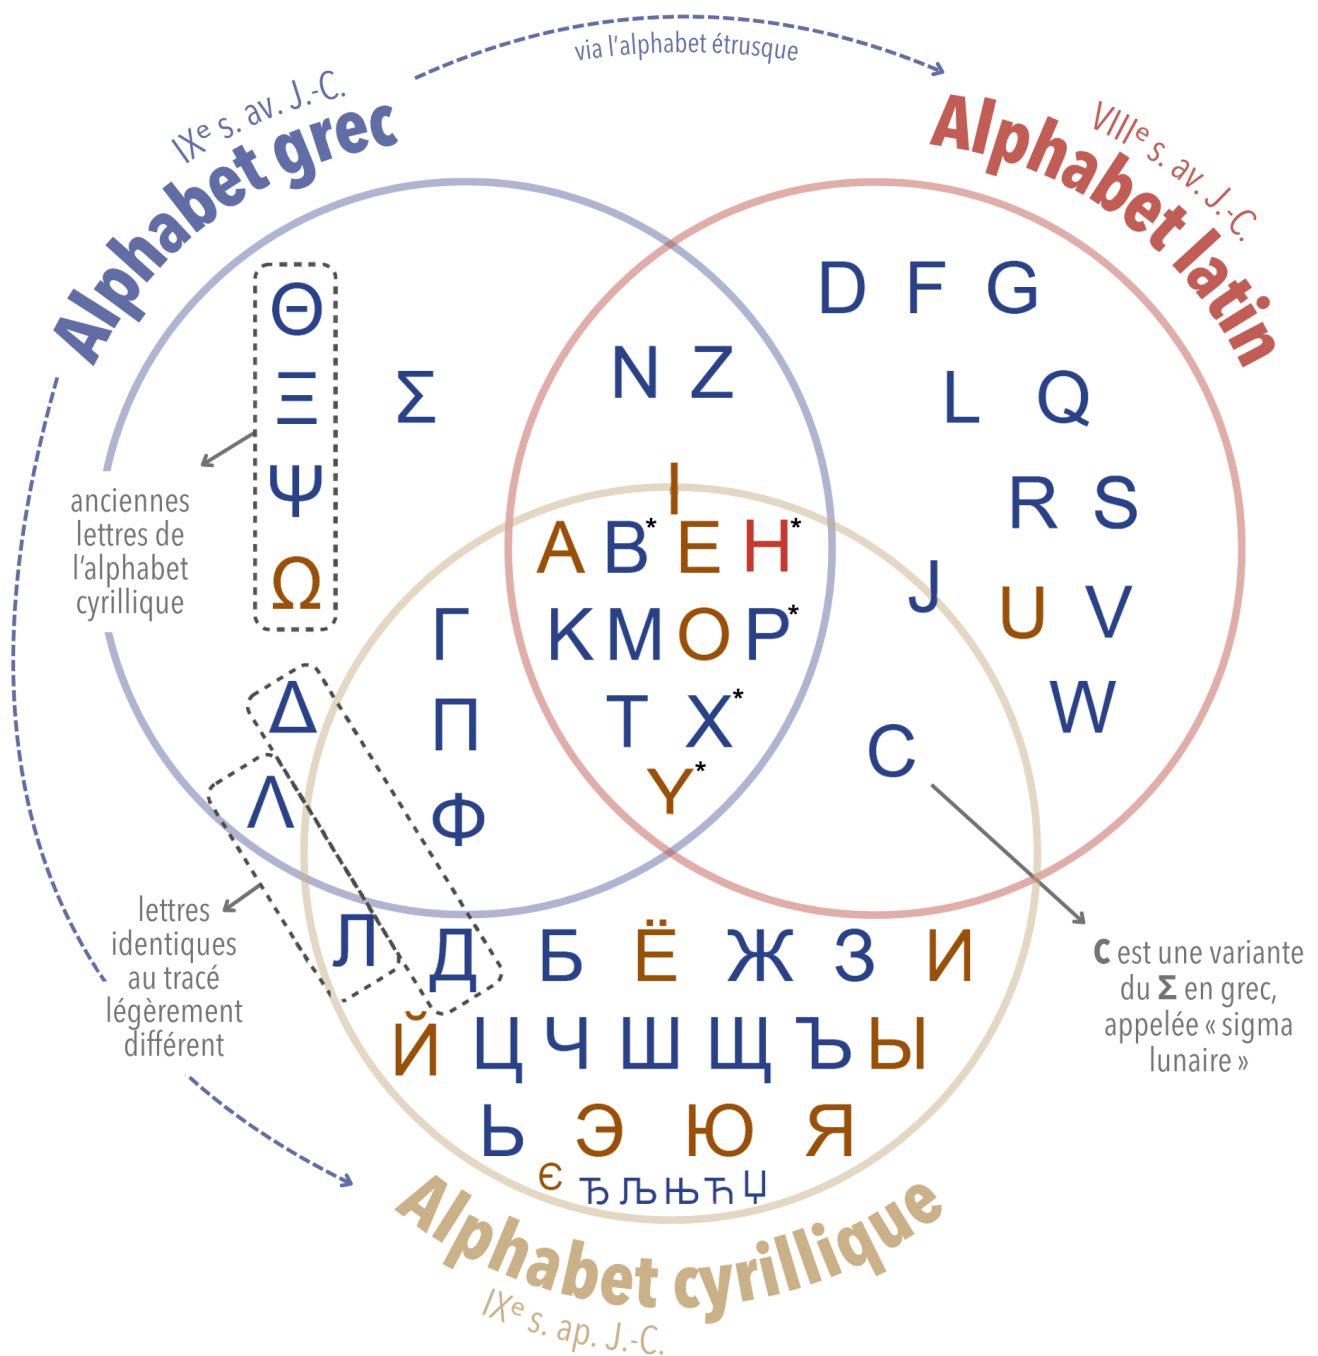 via l'alphabet étrusque
IXe s. av. J.-C.
Alphabet grec
VIIIe s. av. J.-C.
Alphabet latin
Θ
Ξ
Σ
Ψ
Ω
anciennes
lettres de
l'alphabet
cyrillique
N Z
I
A B* E H*
K M O P*
T X*
Y*
D F G
L Q
R S
J U V
W
C
Γ
Π
Φ
Δ
Λ
lettres
identiques
au tracé
légèrement
différent
C est une variante
du Σ en grec,
appelée « sigma
lunaire »
Л Д Б Ё Ж З И
Й Ц Ч Ш Щ Ъ Ы
Ь Э Ю Я
Є Ђ Љ Њ Ћ Џ
Alphabet cyrillique
IXe s. ap. J.-C.